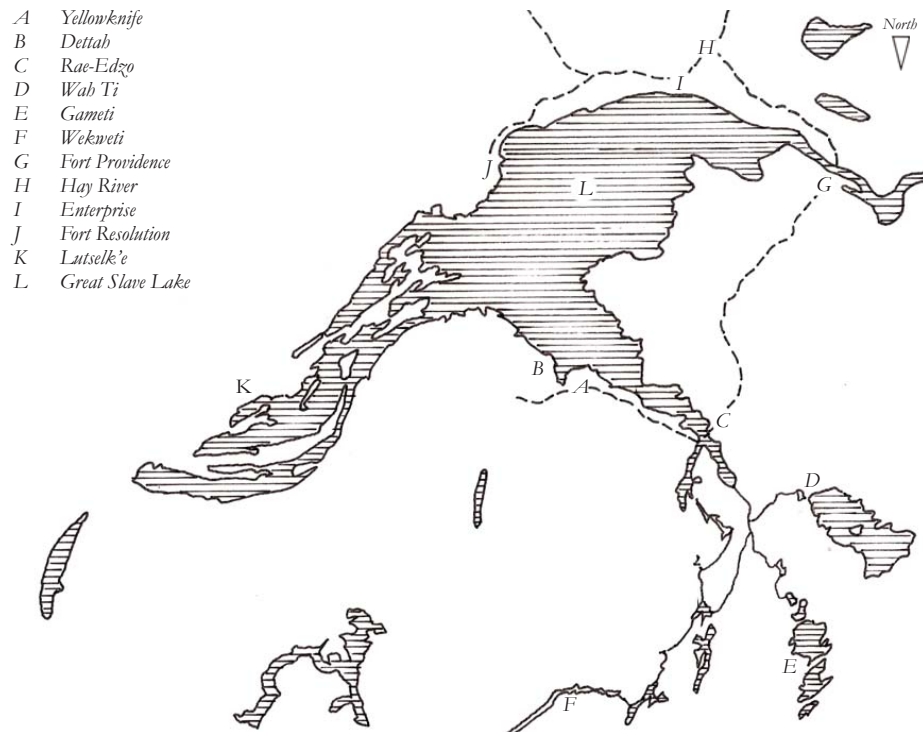 A Yellowknife
B Dettah
C Rae-Edzo
D Wah Ti
E Gameti
F Wekweti
G Fort Providence
H Hay River
I Enterprise
J Fort Resolution
K Lutselk'e
L Great Slave Lake
North
H
I
J
L
G
K
B
A
C
D
E
F